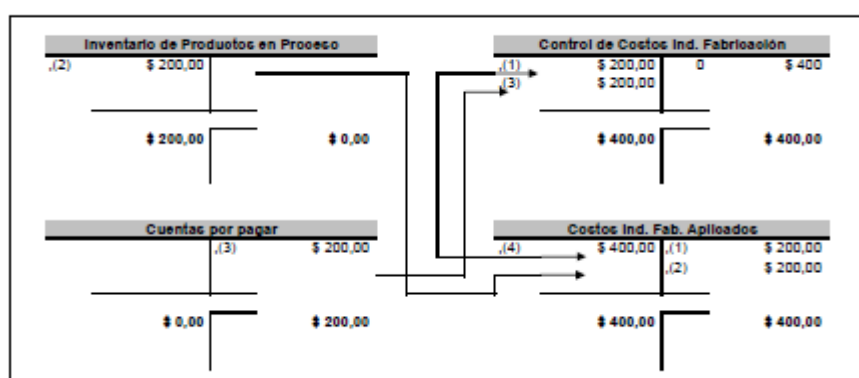 Inventario de Productos en Proceso
,(2) $ 200,00
$ 200,00 $ 0,00
Control de Costos Ind. Fabricación
,(1) $ 200,00 0 $ 400
,(3) $ 200,00
$ 400,00 $ 400,00
Cuentas por pagar
,(3) $ 200,00
$ 0,00 $ 200,00
Costos Ind. Fab. Aplicados
,(4) $ 400,00 ,(1) $ 200,00
,(2) $ 200,00
$ 400,00 $ 400,00